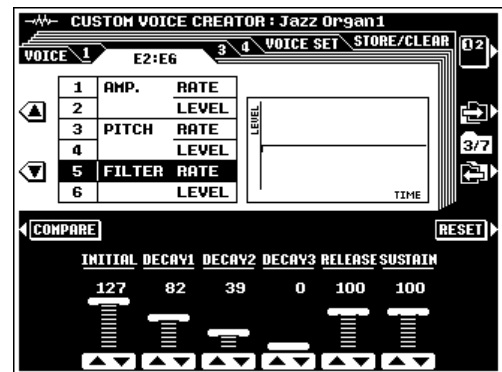 CUSTOM VOICE CREATOR : Jazz Organ1
VOICE 1 E2:EG 3 4 VOICE SET STORE/CLEAR 1 2
1 AMP. RATE
2 LEVEL
3 PITCH RATE
4 LEVEL
5 FILTER RATE
6 LEVEL
LEVEL
TIME
3/7
COMPARE RESET
INITIAL DECAY1 DECAY2 DECAY3 RELEASE SUSTAIN
127 82 39 0 100 100